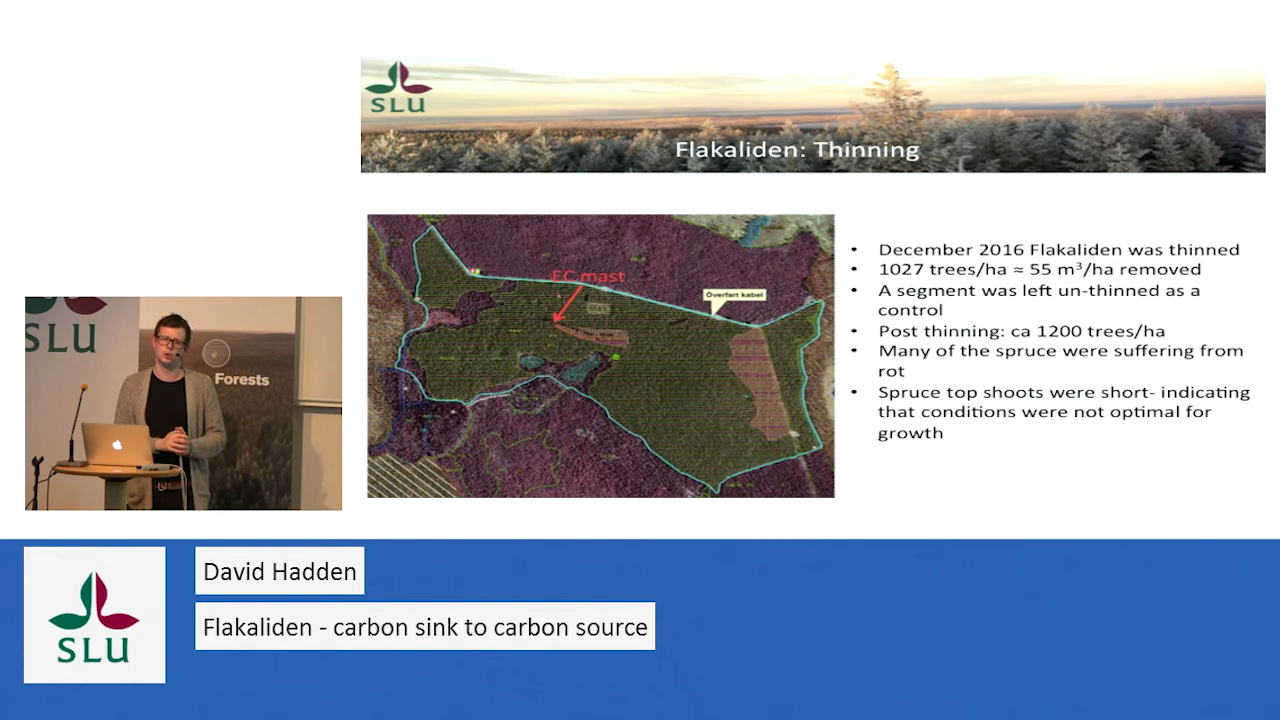 SLU
Flakaliden: Thinning
EC mast
Överfart kabel
• December 2016 Flakaliden was thinned
• 1027 trees/ha ≈ 55 m³/ha removed
• A segment was left un-thinned as a
control
• Post thinning: ca 1200 trees/ha
• Many of the spruce were suffering from
rot
• Spruce top shoots were short- indicating
that conditions were not optimal for
growth
SLU
Forests
SLU
David Hadden
Flakaliden - carbon sink to carbon source